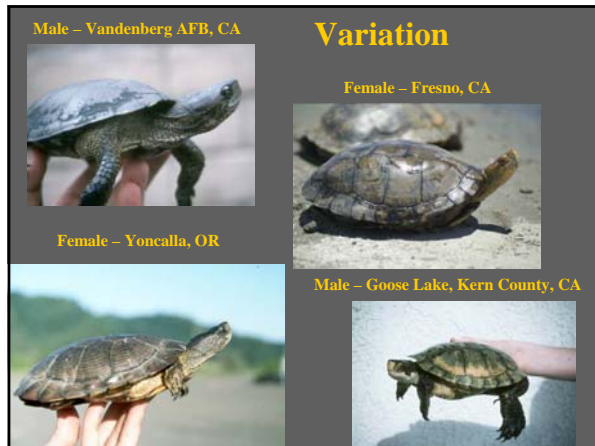 Male – Vandenberg AFB, CA
Variation
Female – Fresno, CA
Female – Yoncalla, OR
Male – Goose Lake, Kern County, CA